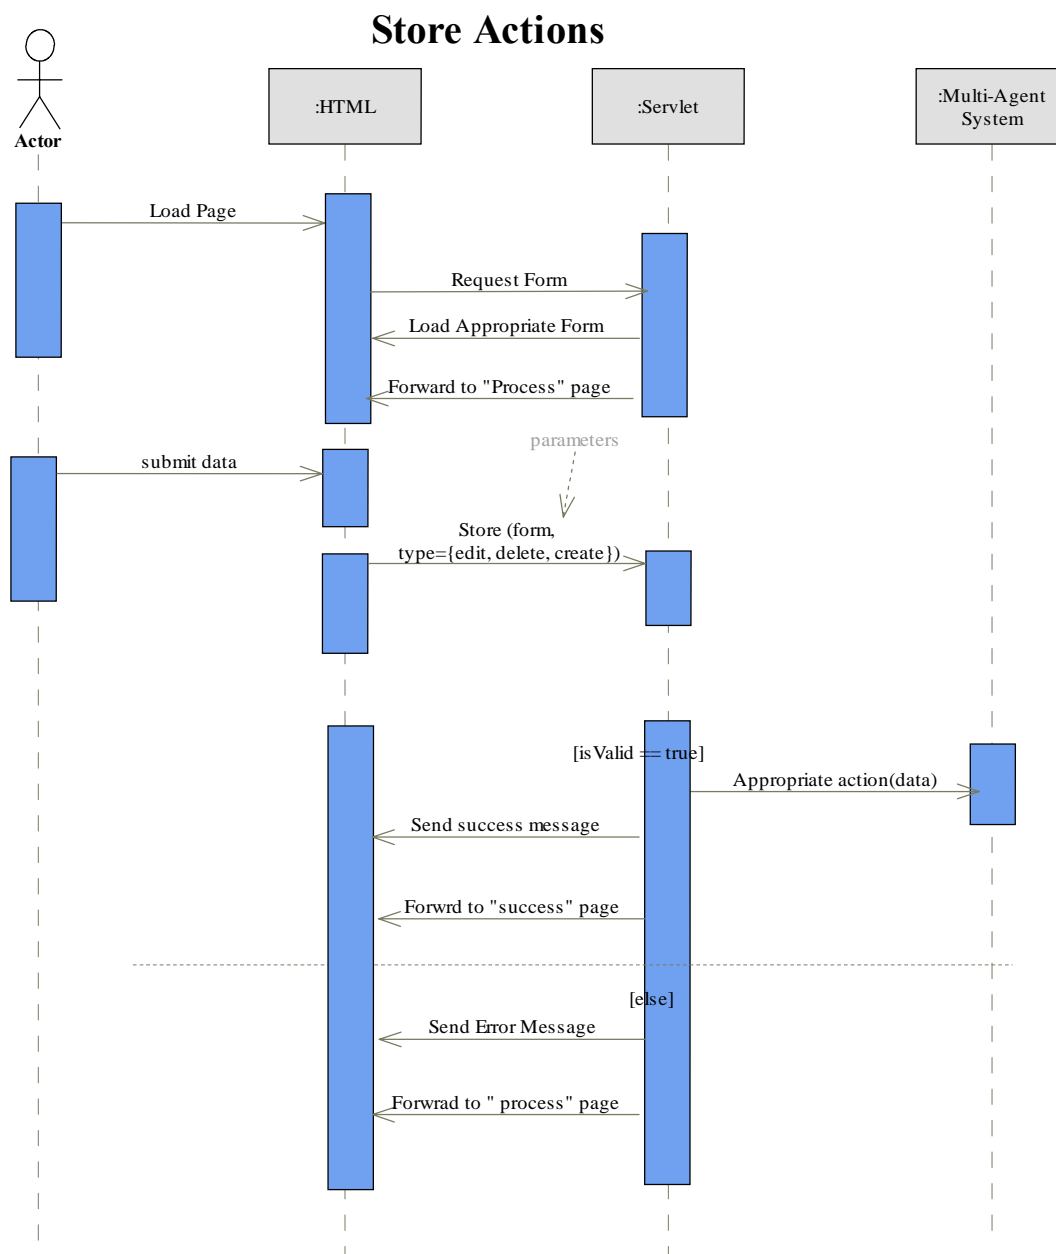 Store Actions
Actor
:HTML
:Servlet
:Multi-Agent
System
Load Page
Request Form
Load Appropriate Form
Forward to "Process" page
parameters
submit data
Store (form,
type={edit, delete, create})
[isValid == true]
Appropriate action(data)
Send success message
Forwrd to "success" page
[else]
Send Error Message
Forwrad to " process" page